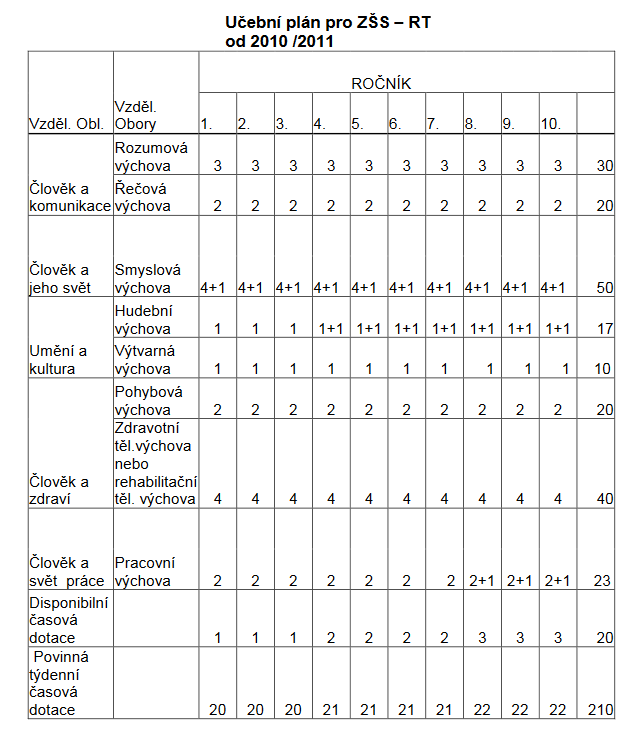 Učební plán pro ZŠS – RT
od 2010 /2011
ROČNÍK
Vzděl. Obl. Vzděl. Obory 1. 2. 3. 4. 5. 6. 7. 8. 9. 10.
Rozumová
výchova 3 3 3 3 3 3 3 3 3 3 30
Člověk a
komunikace
Řečová
výchova 2 2 2 2 2 2 2 2 2 2 20
Člověk a
jeho svět
Smyslová
výchova 4+1 4+1 4+1 4+1 4+1 4+1 4+1 4+1 4+1 4+1 50
Hudební
výchova 1 1 1 1+1 1+1 1+1 1+1 1+1 1+1 1+1 17
Umění a
kultura
Výtvarná
výchova 1 1 1 1 1 1 1 1 1 1 10
Pohybová
výchova 2 2 2 2 2 2 2 2 2 2 20
Člověk a
zdraví
Zdravotní
těl.výchova
nebo
rehabilitační
těl. výchova 4 4 4 4 4 4 4 4 4 4 40
Člověk a
svět práce
Pracovní
výchova 2 2 2 2 2 2 2 2+1 2+1 2+1 23
Disponibilní
časová
dotace 1 1 1 2 2 2 2 3 3 3 20
Povinná
týdenní
časová
dotace 20 20 20 21 21 21 21 22 22 22 210